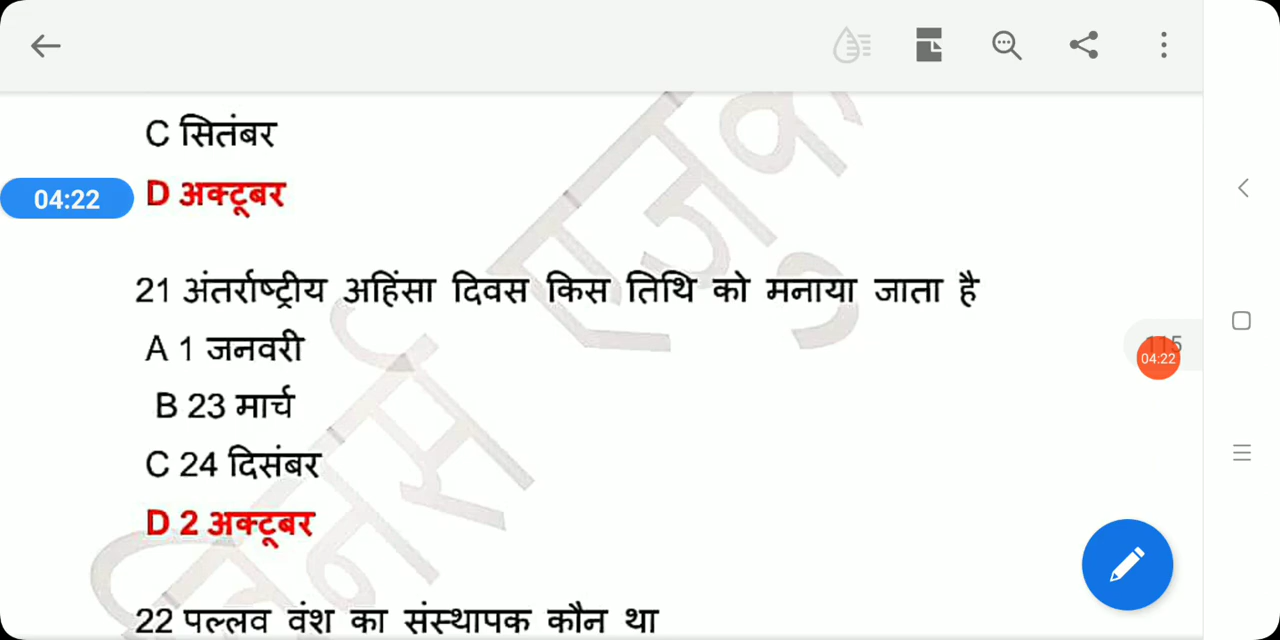 C सितंबर
04:22
D अक्टूबर
21 अंतर्राष्ट्रीय अहिंसा दिवस किस तिथि को मनाया जाता है
A 1 जनवरी
115
04:22
B 23 मार्च
C 24 दिसंबर
D 2 अक्टूबर
22 पल्लव वंश का संस्थापक कौन था